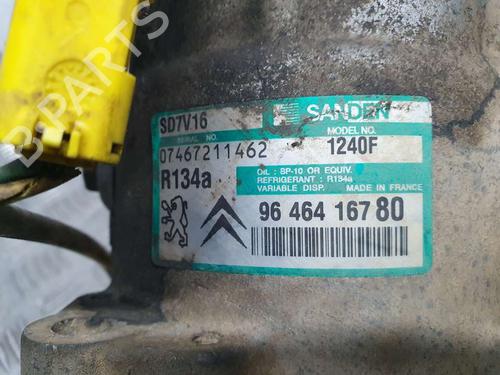 B-PARTS
SD7V16 SANDEN
SERIAL NO. MODEL NO.
07467211462 1240F
R134a OIL : SP-10 OR EQUIV.
REFRIGERANT : R134a
VARIABLE DISP. MADE IN FRANCE
96 464 167 80